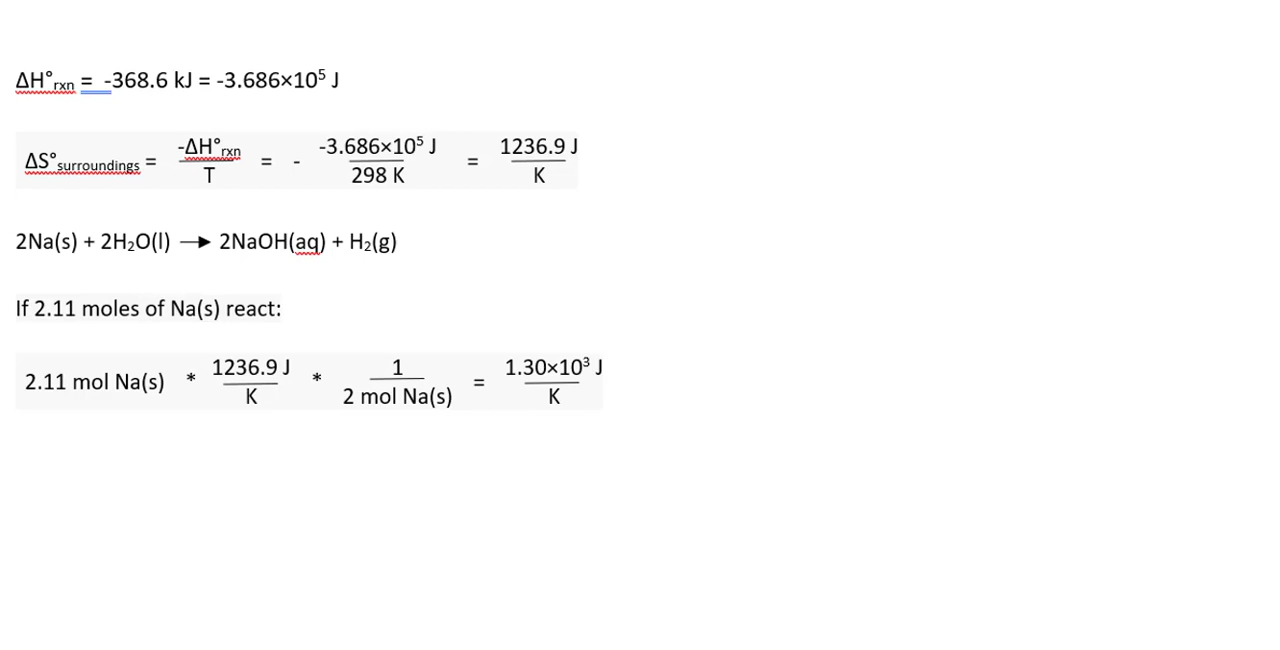 ΔH°rxn = -368.6 kJ = -3.686×10⁵ J
ΔS°surroundings = -ΔH°rxn / T = - -3.686×10⁵ J / 298 K = 1236.9 J / K
2Na(s) + 2H₂O(l) → 2NaOH(aq) + H₂(g)
If 2.11 moles of Na(s) react:
2.11 mol Na(s) * 1236.9 J / K * 1 / 2 mol Na(s) = 1.30×10³ J / K